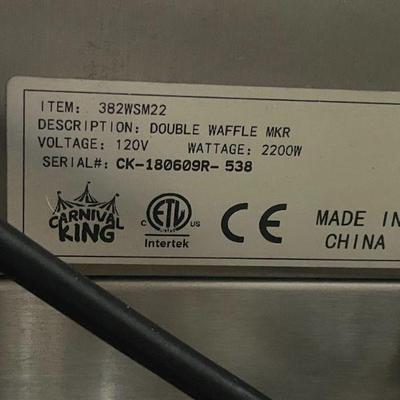 ITEM: 382WSM22
DESCRIPTION: DOUBLE WAFFLE MKR
VOLTAGE: 120V WATTAGE: 2200W
SERIAL#: CK-180609R-538
CARNIVAL
KING
C ETL US
Intertek
CE
MADE IN
CHINA